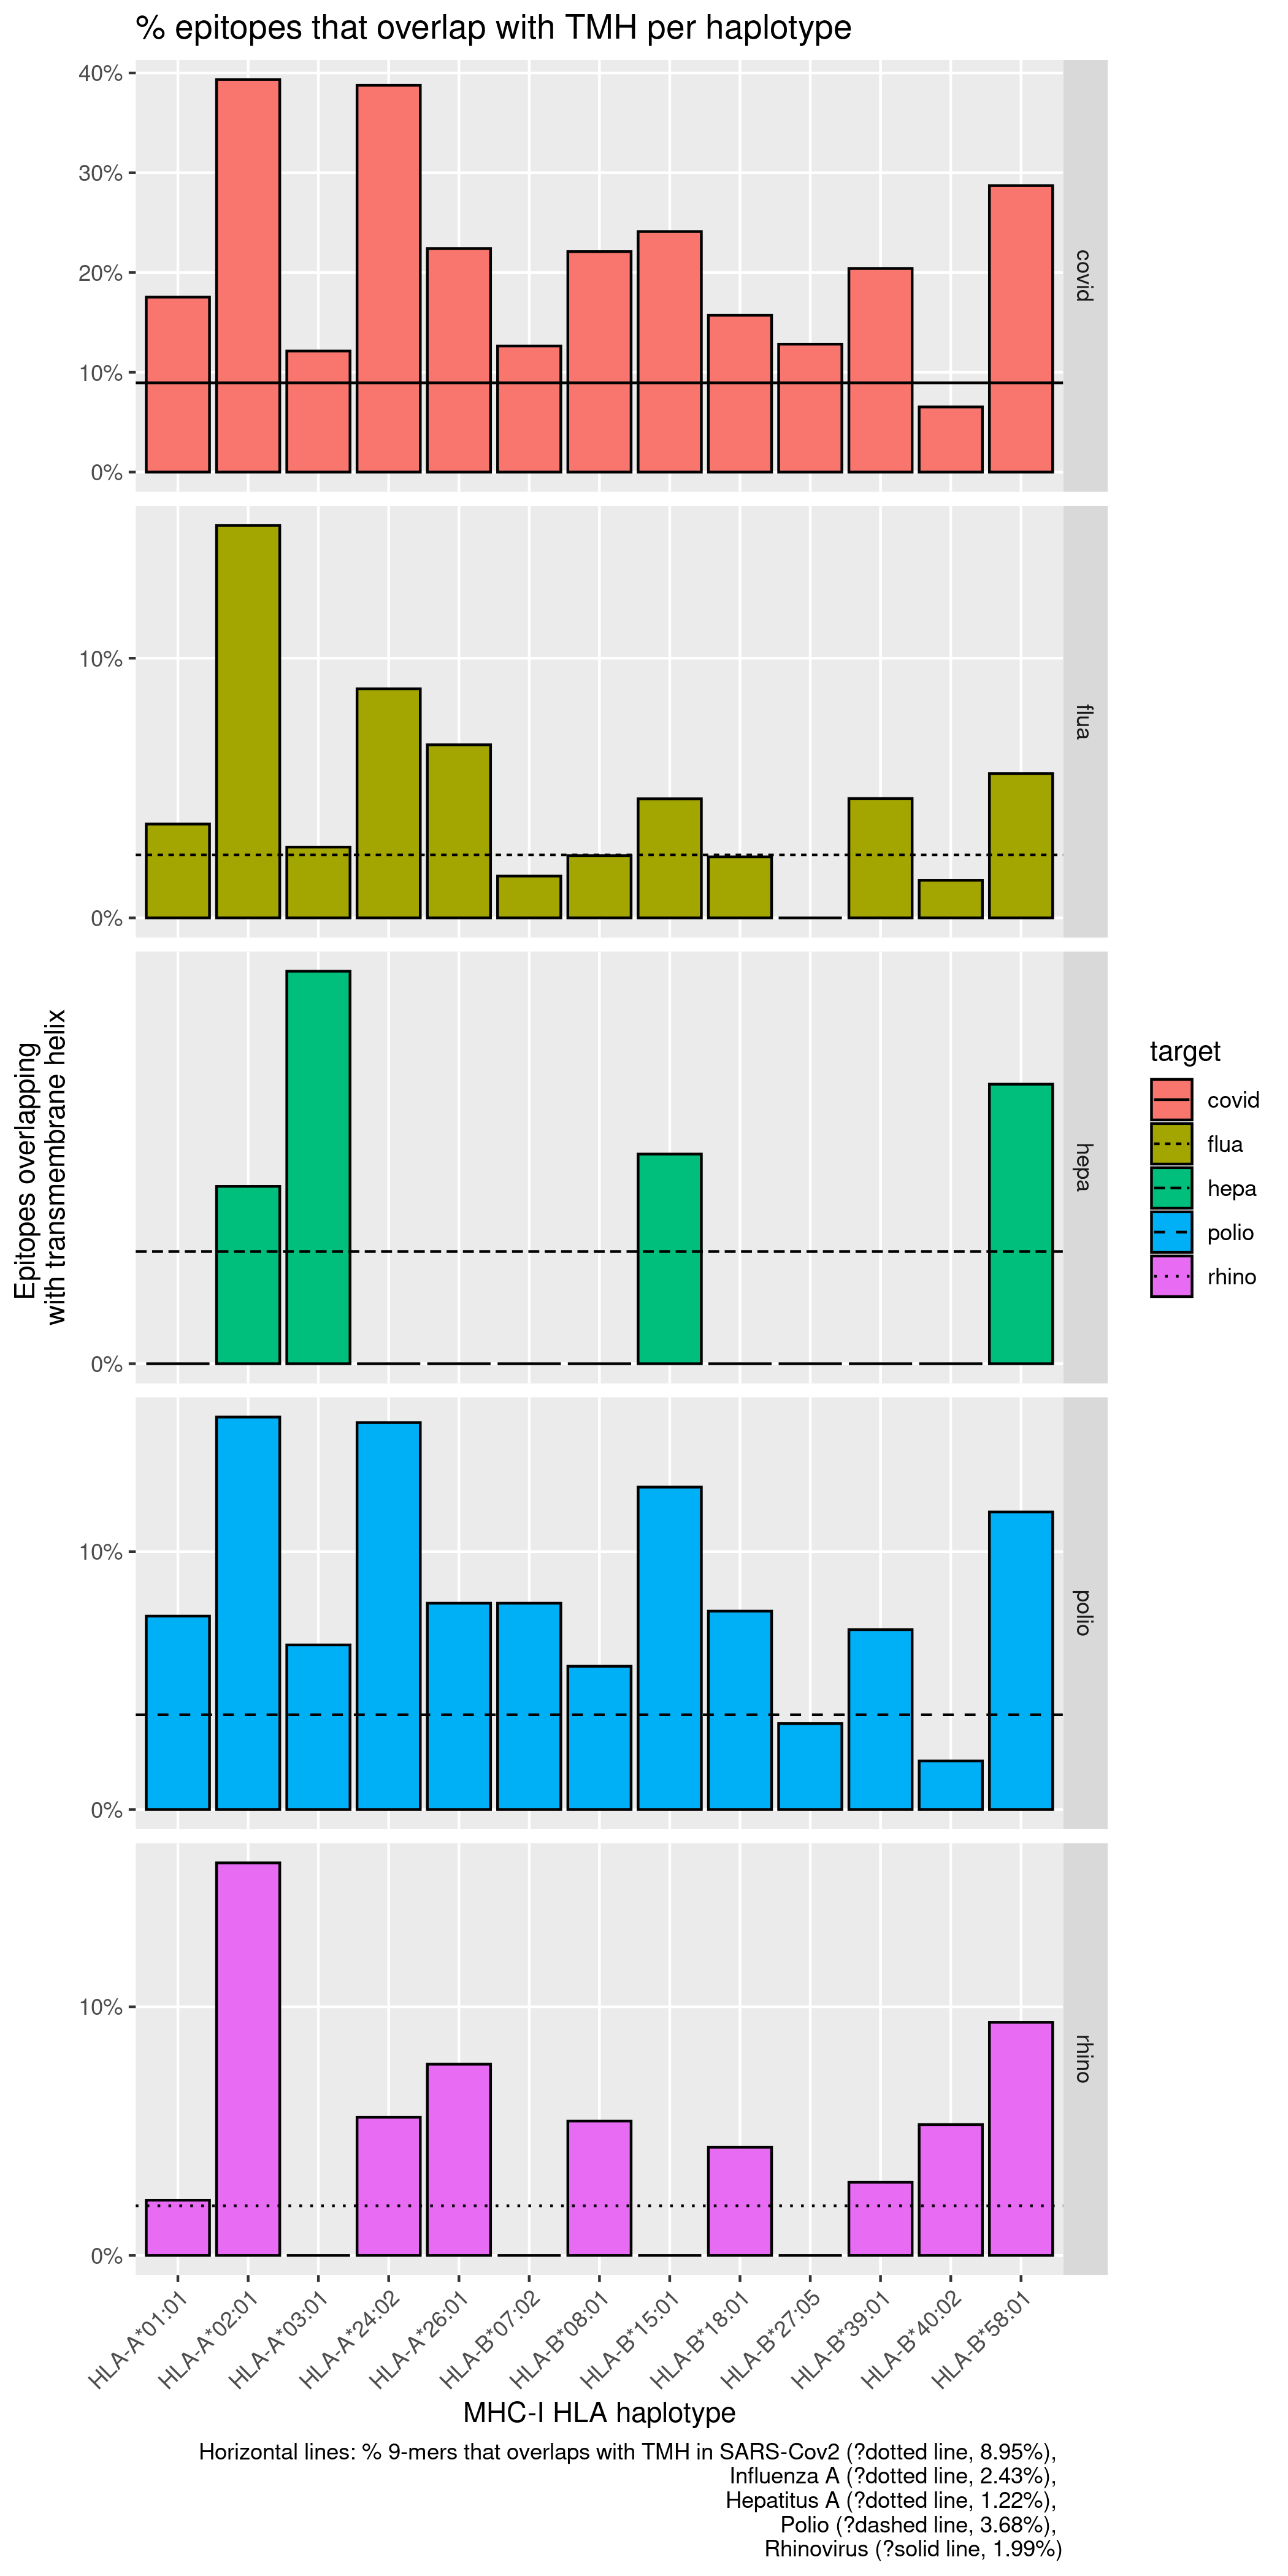 % epitopes that overlap with TMH per haplotype
40%
30%
20%
10%
0%
covid
10%
0%
flua
0%
hepa
10%
0%
polio
10%
0%
rhino
Epitopes overlapping
with transmembrane helix
target
covid
flua
hepa
polio
rhino
HLA-A*01:01
HLA-A*02:01
HLA-A*03:01
HLA-A*24:02
HLA-A*26:01
HLA-B*07:02
HLA-B*08:01
HLA-B*15:01
HLA-B*18:01
HLA-B*27:05
HLA-B*39:01
HLA-B*40:02
HLA-B*58:01
MHC-I HLA haplotype
Horizontal lines: % 9-mers that overlaps with TMH in SARS-Cov2 (?dotted line, 8.95%),
Influenza A (?dotted line, 2.43%),
Hepatitus A (?dotted line, 1.22%),
Polio (?dashed line, 3.68%),
Rhinovirus (?solid line, 1.99%)